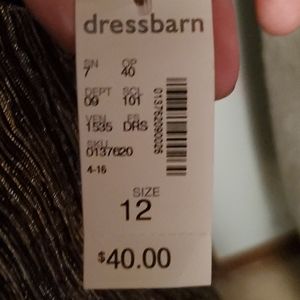 dressbarn
SN OP
7 40
DEPT SCL
09 101
VEN ES
1535 DRS
SKU
0137620
4-16
SIZE
12
$40.00